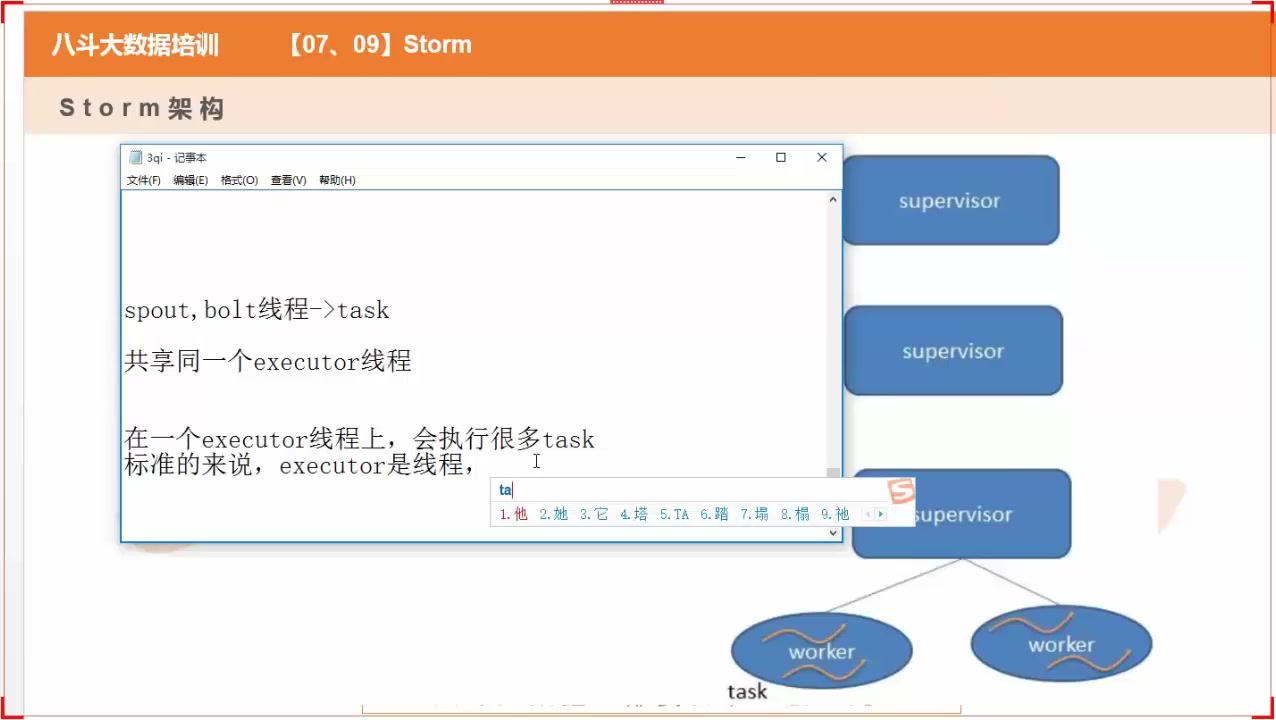 八斗大数据培训 【07、09】Storm
Storm架构
3qi - 记事本
文件(F) 编辑(E) 格式(O) 查看(V) 帮助(H)
supervisor
spout,bolt线程->task
supervisor
共享同一个executor线程
在一个executor线程上，会执行很多task
标准的来说，executor是线程，
ta
1.他 2.她 3.它 4.塔 5.TA 6.踏 7.塌 8.榻 9.祂
supervisor
worker
worker
task